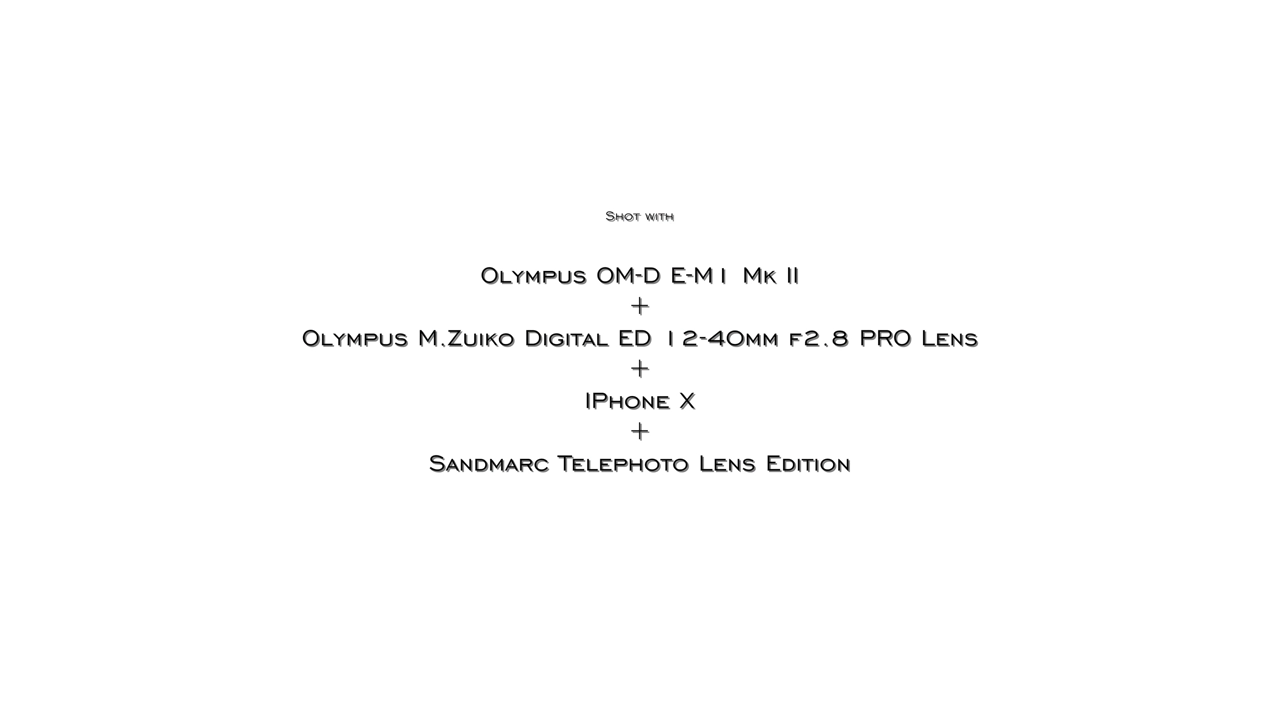 Shot with
Olympus OM-D E-M1 Mk II
+
Olympus M.Zuiko Digital ED 12-40mm f2.8 PRO Lens
+
IPhone X
+
Sandmarc Telephoto Lens Edition